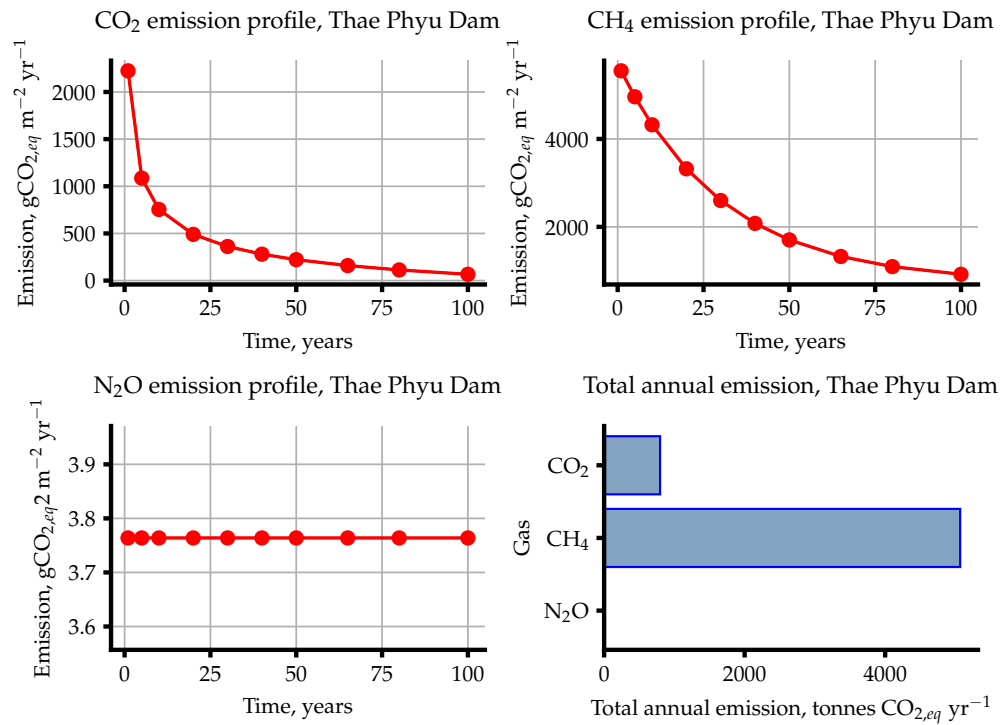 CO₂ emission profile, Thae Phyu Dam
Emission, gCO₂,eq m⁻² yr⁻¹
2000
1500
1000
500
0
0 25 50 75 100
Time, years
CH₄ emission profile, Thae Phyu Dam
Emission, gCO₂,eq m⁻² yr⁻¹
4000
2000
0 25 50 75 100
Time, years
N₂O emission profile, Thae Phyu Dam
Emission, gCO₂,eq2 m⁻² yr⁻¹
3.9
3.8
3.7
3.6
0 25 50 75 100
Time, years
Total annual emission, Thae Phyu Dam
Gas
CO₂
CH₄
N₂O
0 2000 4000
Total annual emission, tonnes CO₂,eq yr⁻¹